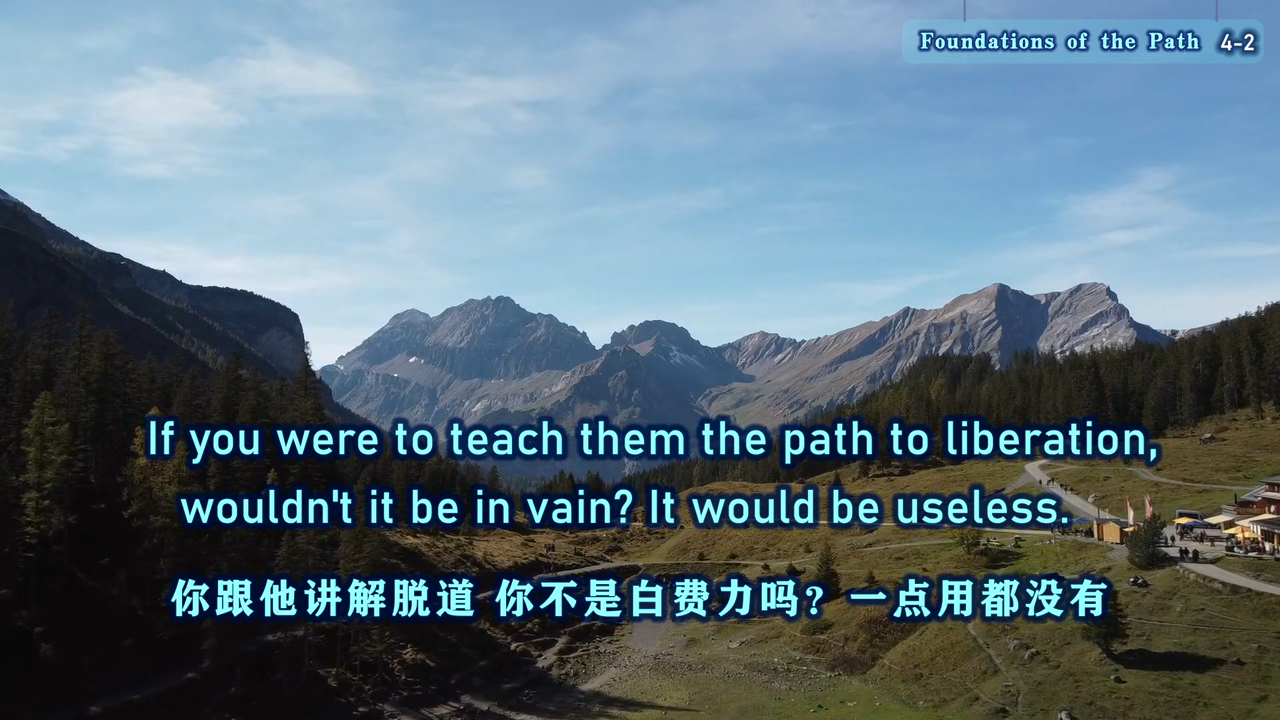 Foundations of the Path 4-2
If you were to teach them the path to liberation,
wouldn't it be in vain? It would be useless.
你跟他讲解脱道 你不是白费力吗？一点用都没有